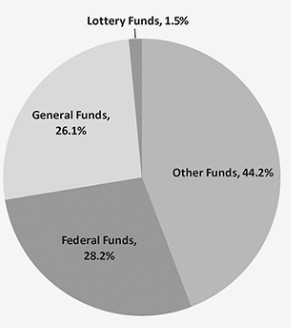 Lottery Funds, 1.5%
General Funds,
26.1%
Other Funds, 44.2%
Federal Funds,
28.2%